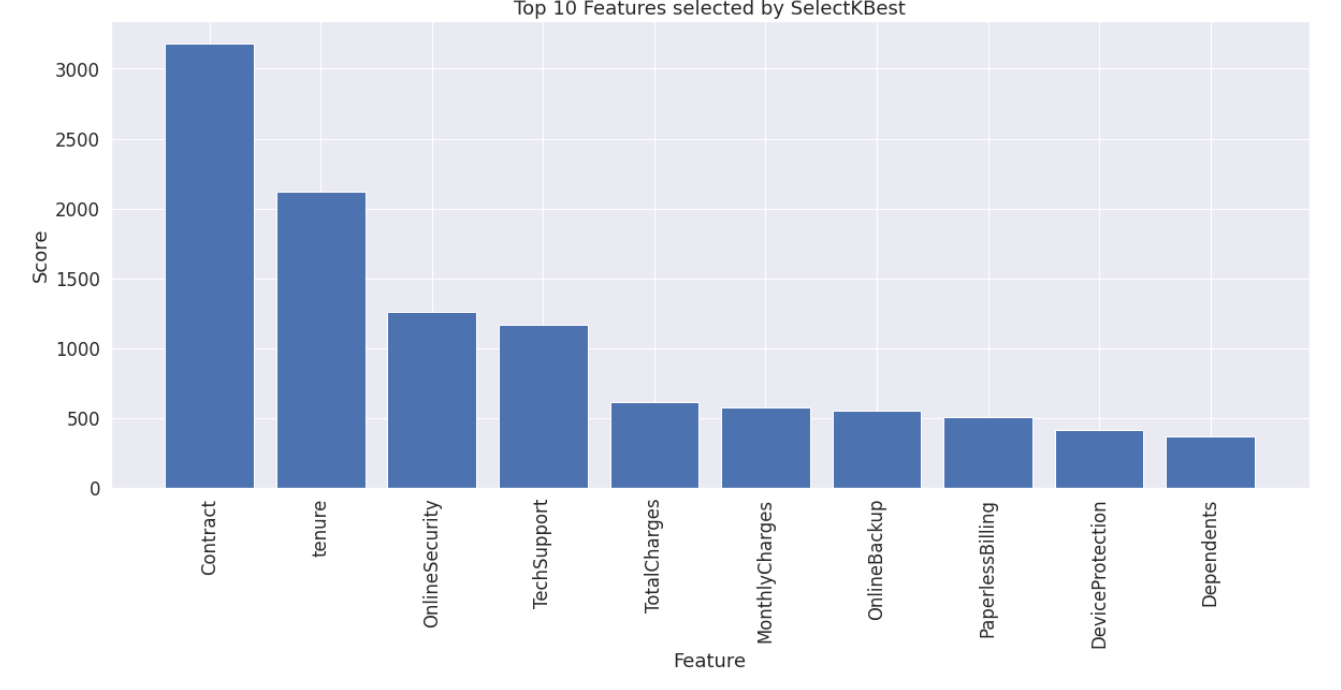 Top 10 Features selected by SelectKBest
3000
2500
2000
1500
1000
500
0
Score
Contract
tenure
OnlineSecurity
TechSupport
TotalCharges
MonthlyCharges
OnlineBackup
PaperlessBilling
DeviceProtection
Dependents
Feature